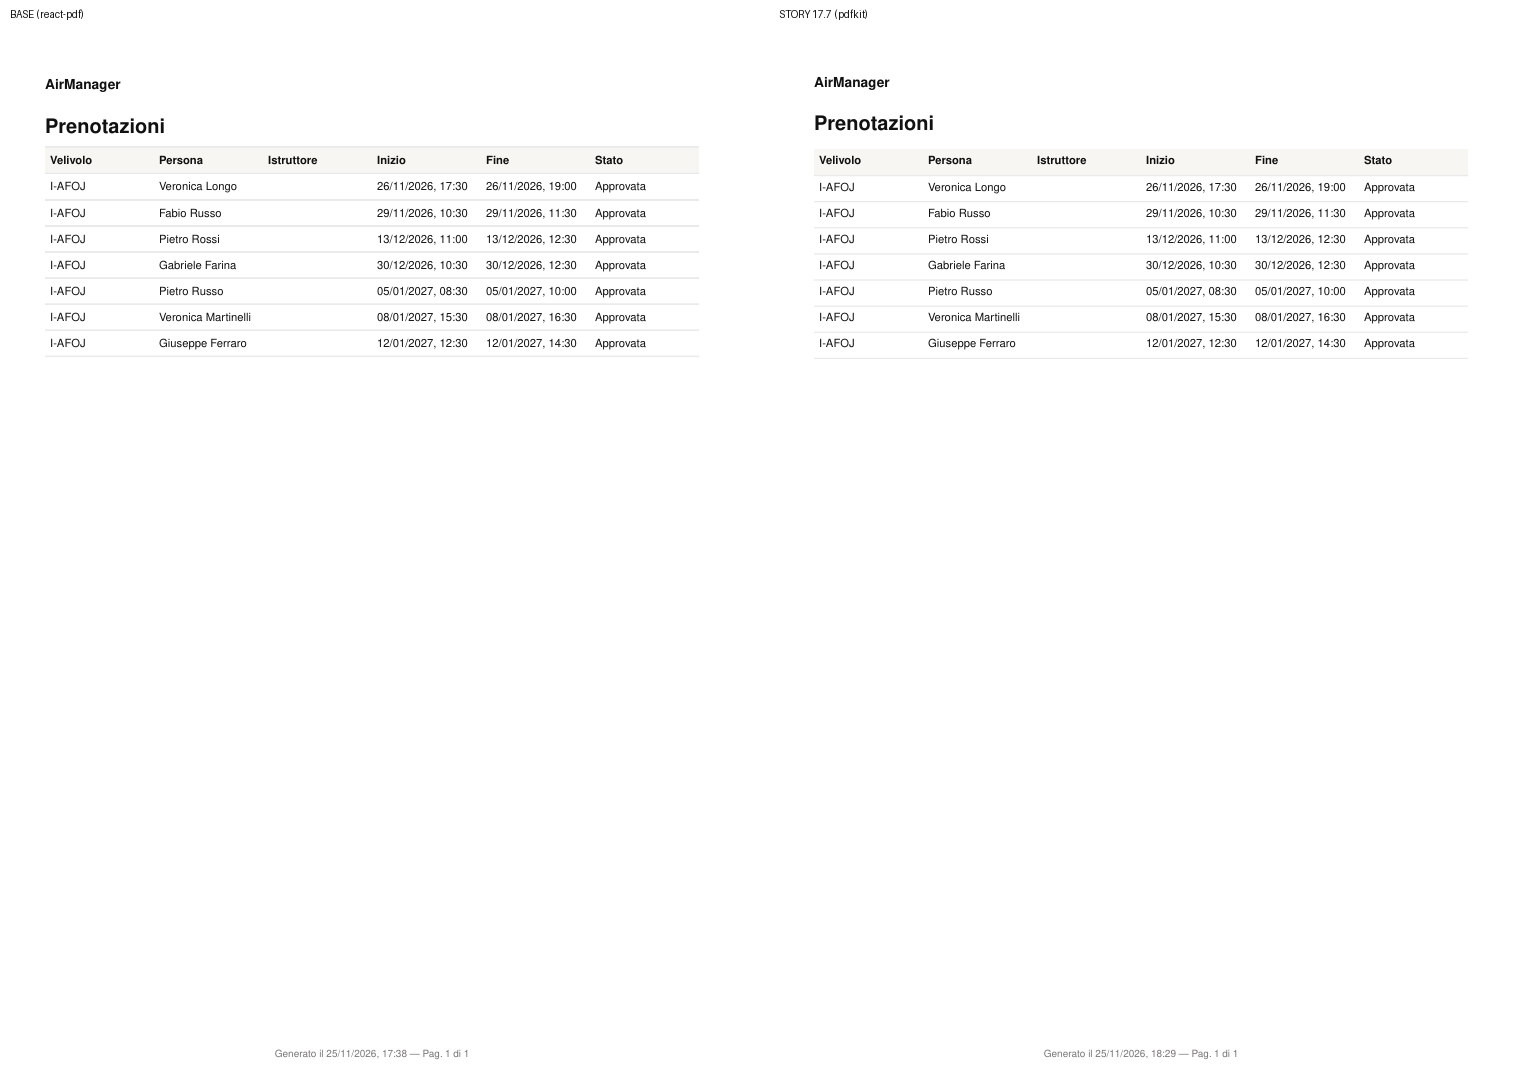 BASE (react-pdf)
AirManager
Prenotazioni
Velivolo Persona Istruttore Inizio Fine Stato
I-AFOJ Veronica Longo 26/11/2026, 17:30 26/11/2026, 19:00 Approvata
I-AFOJ Fabio Russo 29/11/2026, 10:30 29/11/2026, 11:30 Approvata
I-AFOJ Pietro Rossi 13/12/2026, 11:00 13/12/2026, 12:30 Approvata
I-AFOJ Gabriele Farina 30/12/2026, 10:30 30/12/2026, 12:30 Approvata
I-AFOJ Pietro Russo 05/01/2027, 08:30 05/01/2027, 10:00 Approvata
I-AFOJ Veronica Martinelli 08/01/2027, 15:30 08/01/2027, 16:30 Approvata
I-AFOJ Giuseppe Ferraro 12/01/2027, 12:30 12/01/2027, 14:30 Approvata
Generato il 25/11/2026, 17:38 — Pag. 1 di 1
STORY 17.7 (pdfkit)
AirManager
Prenotazioni
Velivolo Persona Istruttore Inizio Fine Stato
I-AFOJ Veronica Longo 26/11/2026, 17:30 26/11/2026, 19:00 Approvata
I-AFOJ Fabio Russo 29/11/2026, 10:30 29/11/2026, 11:30 Approvata
I-AFOJ Pietro Rossi 13/12/2026, 11:00 13/12/2026, 12:30 Approvata
I-AFOJ Gabriele Farina 30/12/2026, 10:30 30/12/2026, 12:30 Approvata
I-AFOJ Pietro Russo 05/01/2027, 08:30 05/01/2027, 10:00 Approvata
I-AFOJ Veronica Martinelli 08/01/2027, 15:30 08/01/2027, 16:30 Approvata
I-AFOJ Giuseppe Ferraro 12/01/2027, 12:30 12/01/2027, 14:30 Approvata
Generato il 25/11/2026, 18:29 — Pag. 1 di 1